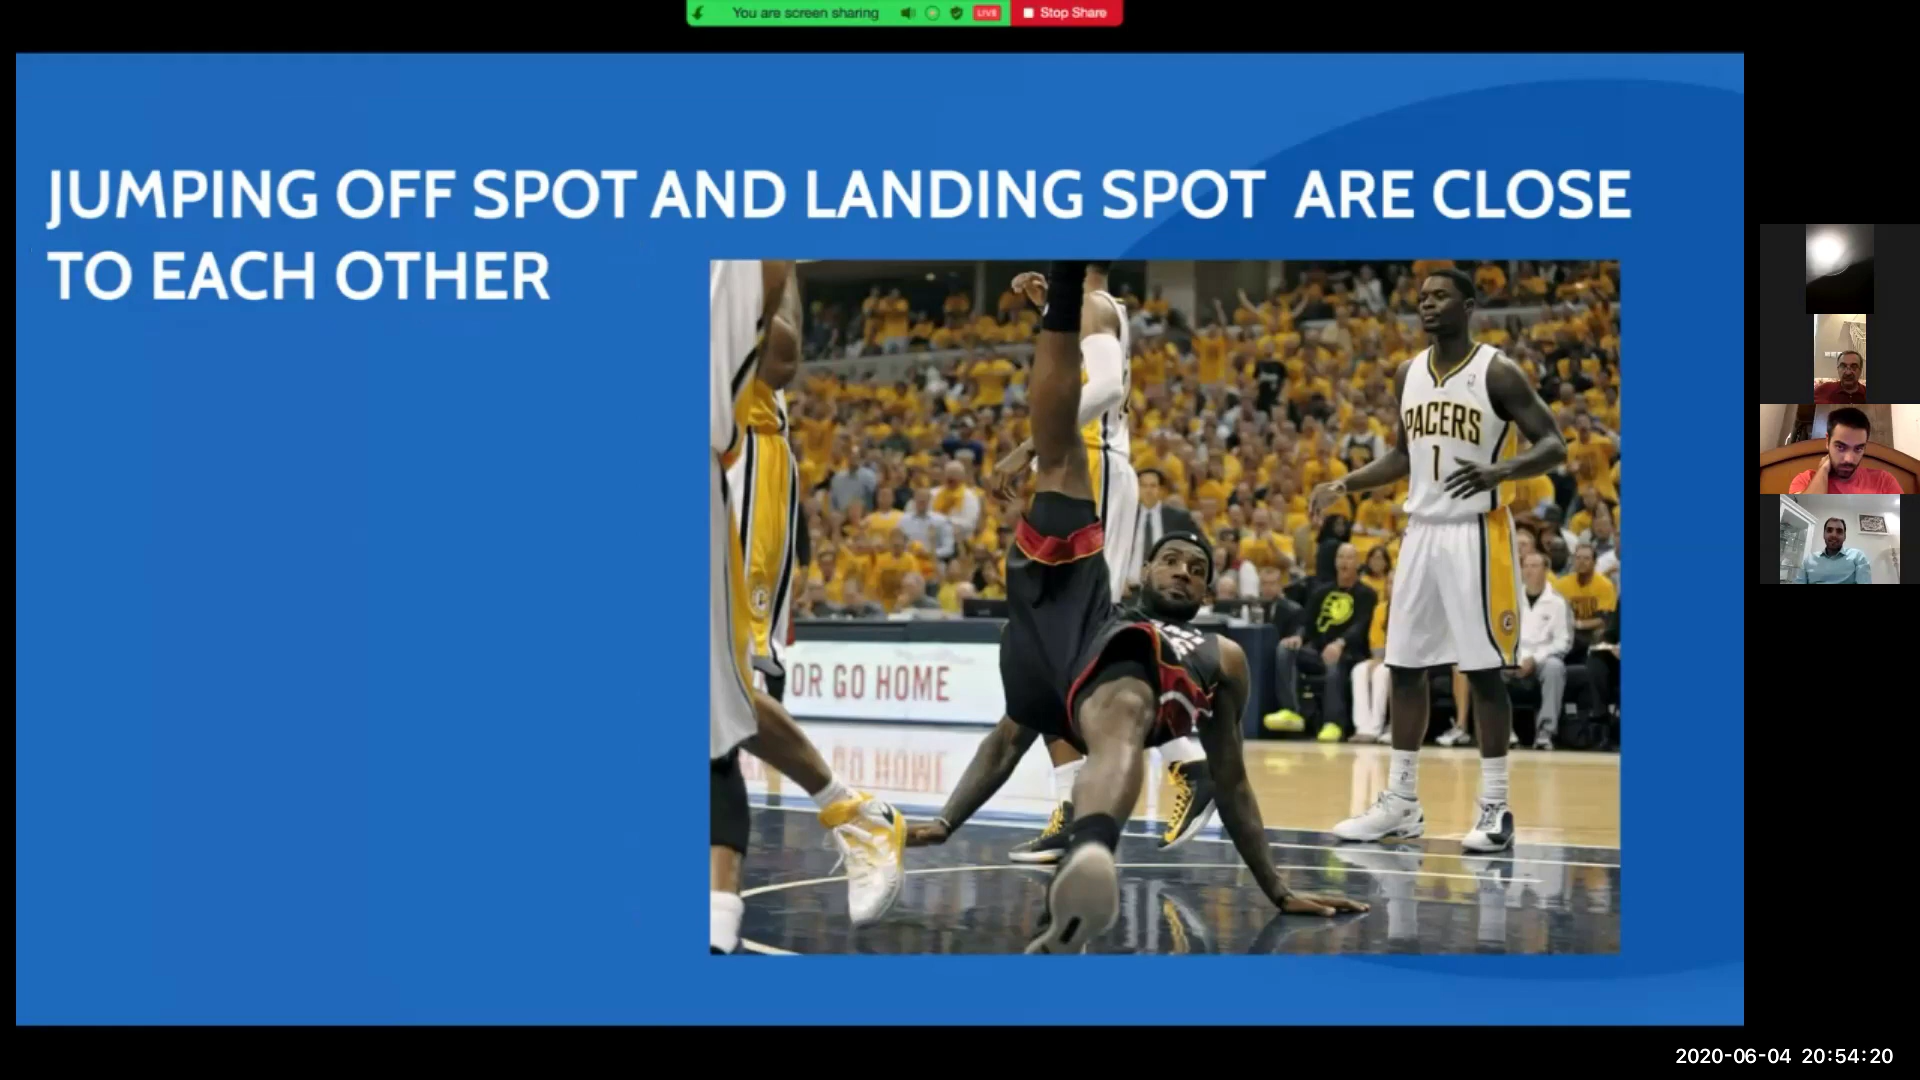 You are screen sharing
LIVE
Stop Share
JUMPING OFF SPOT AND LANDING SPOT ARE CLOSE
TO EACH OTHER
PACERS
1
OR GO HOME
2020-06-04 20:54:20